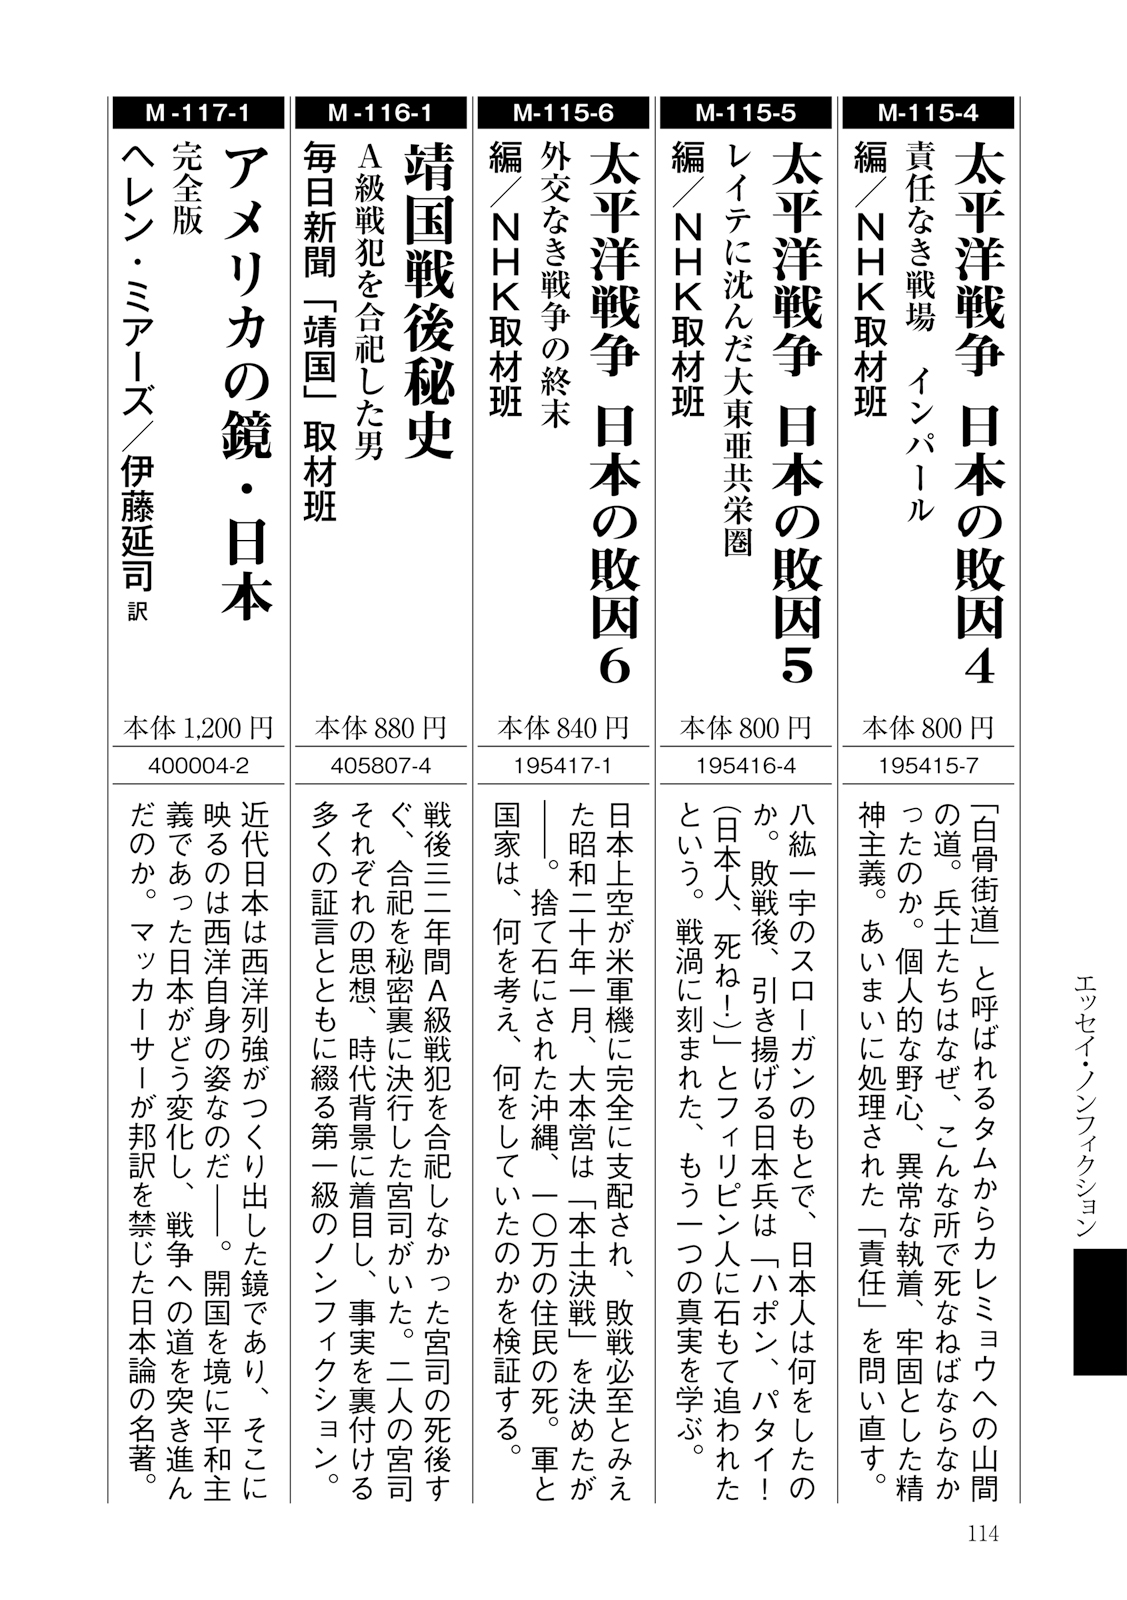 M-115-4
太平洋戦争 日本の敗因4
責任なき戦場 インパール
編/NHK取材班
本体800円
195415-7
「白骨街道」と呼ばれるタムからカレミョウへの山間
の道。兵士たちはなぜ、こんな所で死なねばならなか
ったのか。個人的な野心、異常な執着、牢固とした精
神主義。あいまいに処理された「責任」を問い直す。
M-115-5
太平洋戦争 日本の敗因5
レイテに沈んだ大東亜共栄圏
編/NHK取材班
本体800円
195416-4
八紘一宇のスローガンのもとで、日本人は何をしたの
か。敗戦後、引き揚げる日本兵は「ハポン、パタイ!
(日本人、死ね!)」とフィリピン人に石もて追われた
という。戦渦に刻まれた、もう一つの真実を学ぶ。
M-115-6
太平洋戦争 日本の敗因6
外交なき戦争の終末
編/NHK取材班
本体840円
195417-1
日本上空が米軍機に完全に支配され、敗戦必至とみえ
た昭和二十年一月、大本営は「本土決戦」を決めたが
――。捨て石にされた沖縄、一〇万の住民の死。軍と
国家は、何を考え、何をしていたのかを検証する。
M-116-1
靖国戦後秘史
A級戦犯を合祀した男
毎日新聞「靖国」取材班
本体880円
405807-4
戦後三二年間A級戦犯を合祀しなかった宮司の死後す
ぐ、合祀を秘密裏に決行した宮司がいた。二人の宮司
それぞれの思想、時代背景に着目し、事実を裏付ける
多くの証言とともに綴る第一級のノンフィクション。
M-117-1
アメリカの鏡・日本
完全版
ヘレン・ミアーズ/伊藤延司 訳
本体1,200円
400004-2
近代日本は西洋列強がつくり出した鏡であり、そこに
映るのは西洋自身の姿なのだ――。開国を境に平和主
義であった日本がどう変化し、戦争への道を突き進ん
だのか。マッカーサーが邦訳を禁じた日本論の名著。
エッセイ・ノンフィクション
114